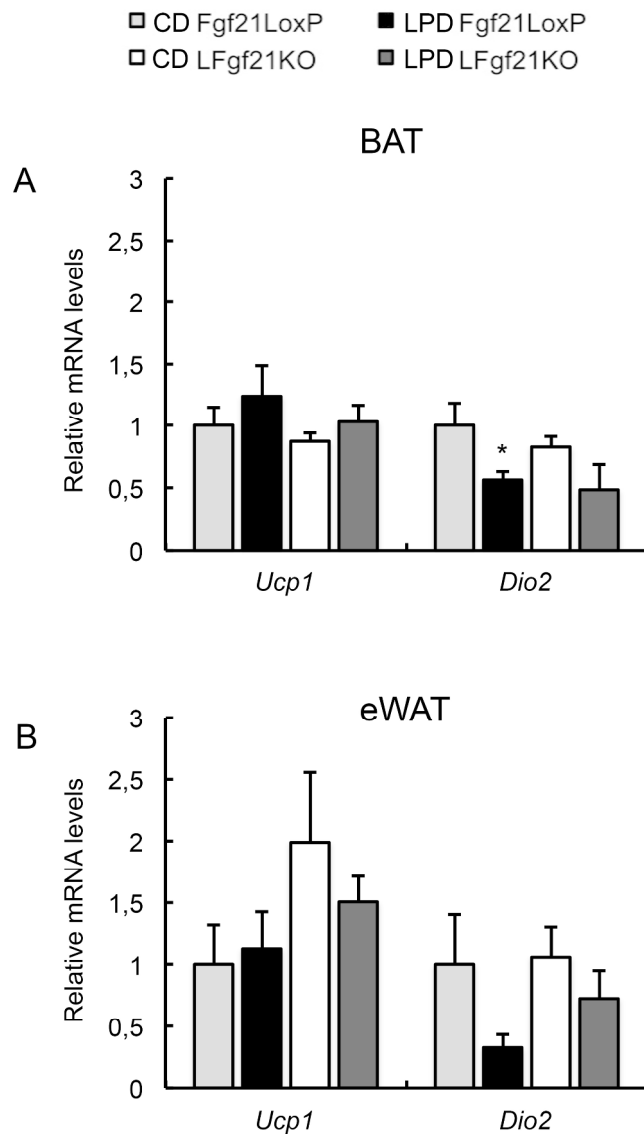 CD Fgf21LoxP LPD Fgf21LoxP
CD LFgf21KO LPD LFgf21KO
BAT
A
Relative mRNA levels
3
2,5
2
1,5
1
0,5
0
*
Ucp1 Dio2
eWAT
B
Relative mRNA levels
3
2,5
2
1,5
1
0,5
0
Ucp1 Dio2